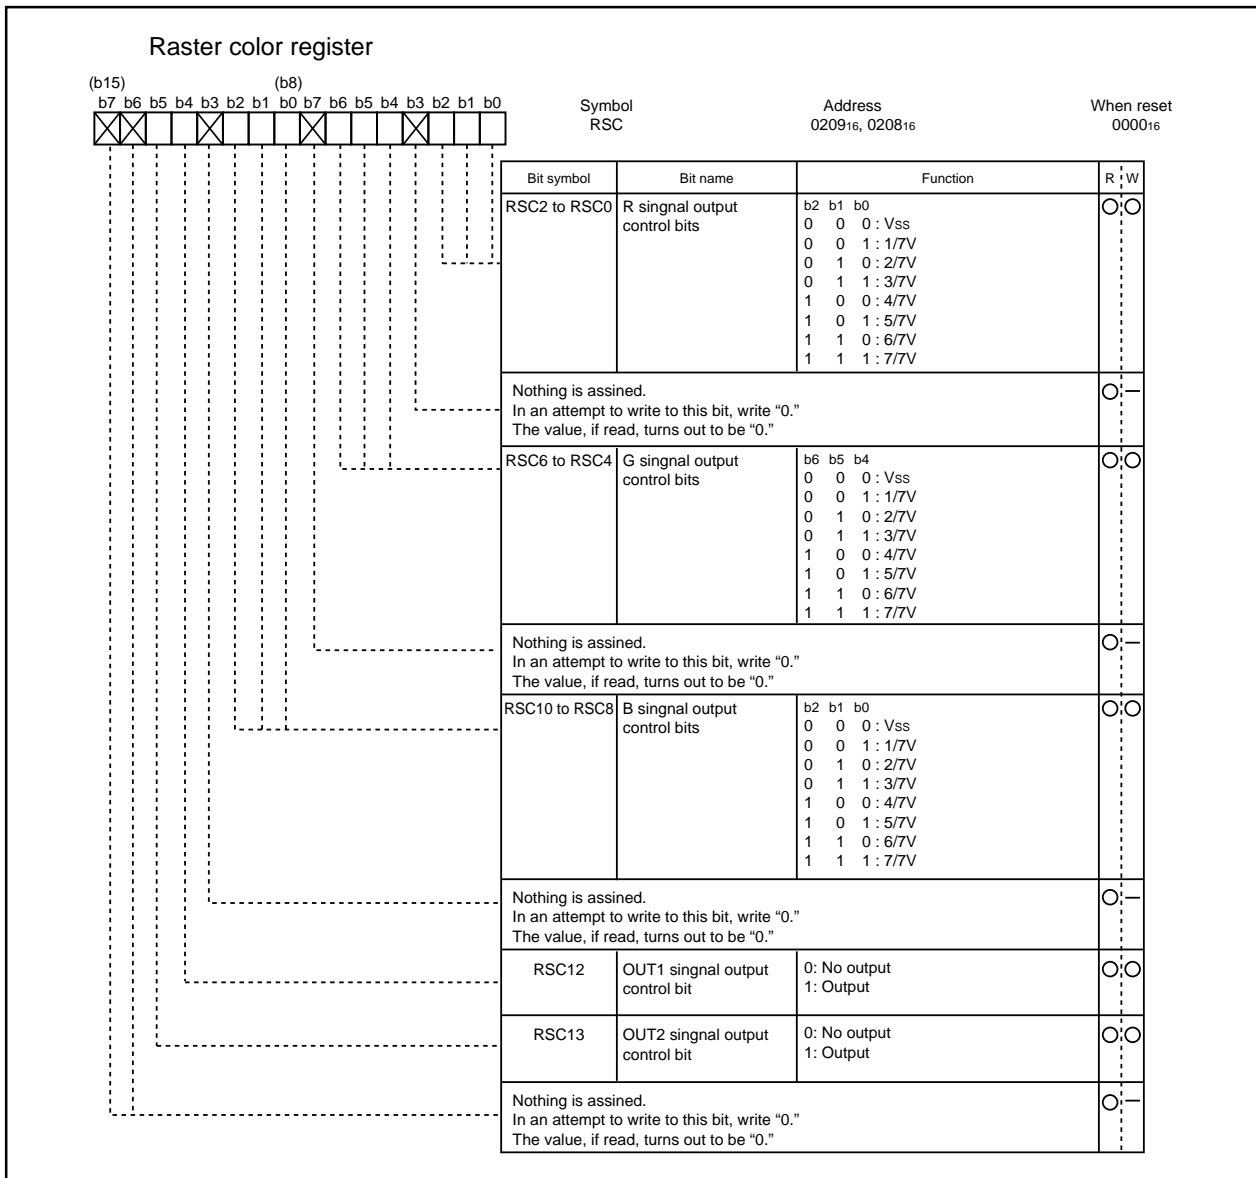 Raster color register
(b15) (b8)
b7 b6 b5 b4 b3 b2 b1 b0 b7 b6 b5 b4 b3 b2 b1 b0
Symbol Address When reset
RSC 020916, 020816 000016
Bit symbol Bit name Function R W
RSC2 to RSC0 R singnal output b2 b1 b0
control bits 0 0 0 : Vss
0 0 1 : 1/7V
0 1 0 : 2/7V
0 1 1 : 3/7V
1 0 0 : 4/7V
1 0 1 : 5/7V
1 1 0 : 6/7V
1 1 1 : 7/7V
Nothing is assined.
In an attempt to write to this bit, write “0.”
The value, if read, turns out to be “0.”
RSC6 to RSC4 G singnal output b6 b5 b4
control bits 0 0 0 : Vss
0 0 1 : 1/7V
0 1 0 : 2/7V
0 1 1 : 3/7V
1 0 0 : 4/7V
1 0 1 : 5/7V
1 1 0 : 6/7V
1 1 1 : 7/7V
Nothing is assined.
In an attempt to write to this bit, write “0.”
The value, if read, turns out to be “0.”
RSC10 to RSC8 B singnal output b2 b1 b0
control bits 0 0 0 : Vss
0 0 1 : 1/7V
0 1 0 : 2/7V
0 1 1 : 3/7V
1 0 0 : 4/7V
1 0 1 : 5/7V
1 1 0 : 6/7V
1 1 1 : 7/7V
Nothing is assined.
In an attempt to write to this bit, write “0.”
The value, if read, turns out to be “0.”
RSC12 OUT1 singnal output 0: No output
control bit 1: Output
RSC13 OUT2 singnal output 0: No output
control bit 1: Output
Nothing is assined.
In an attempt to write to this bit, write “0.”
The value, if read, turns out to be “0.”